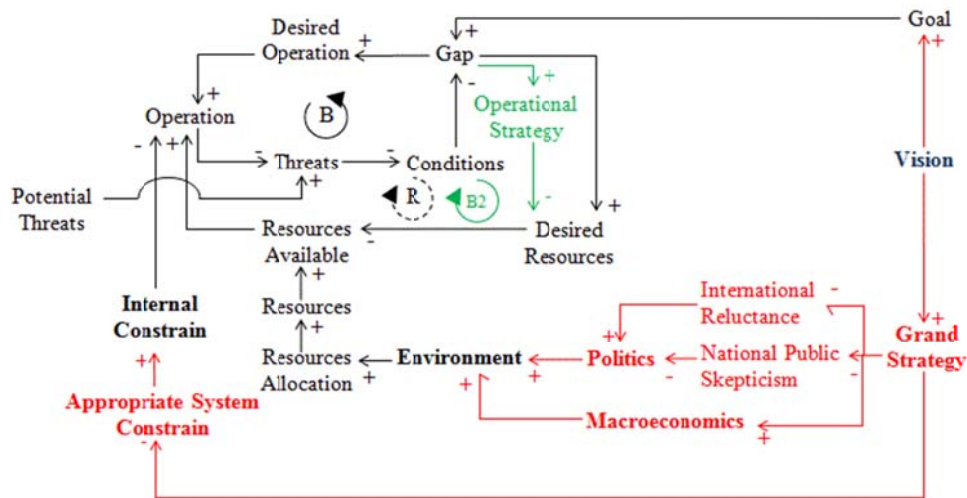 Goal
+
+
Desired
Operation
+
Gap
+
-
+
Operational
Strategy
Operation
B
-
+
-
Threats
-
Conditions
Vision
+
Potential
Threats
R
B2
-
+
Resources
Available
-
Desired
Resources
+
Internal
Constrain
Resources
+
International
Reluctance
-
+
Grand
Strategy
+
Resources
Allocation
+
Environment
+
Politics
+
-
National Public
Skepticism
-
+
Appropriate System
Constrain
-
+
Macroeconomics
+